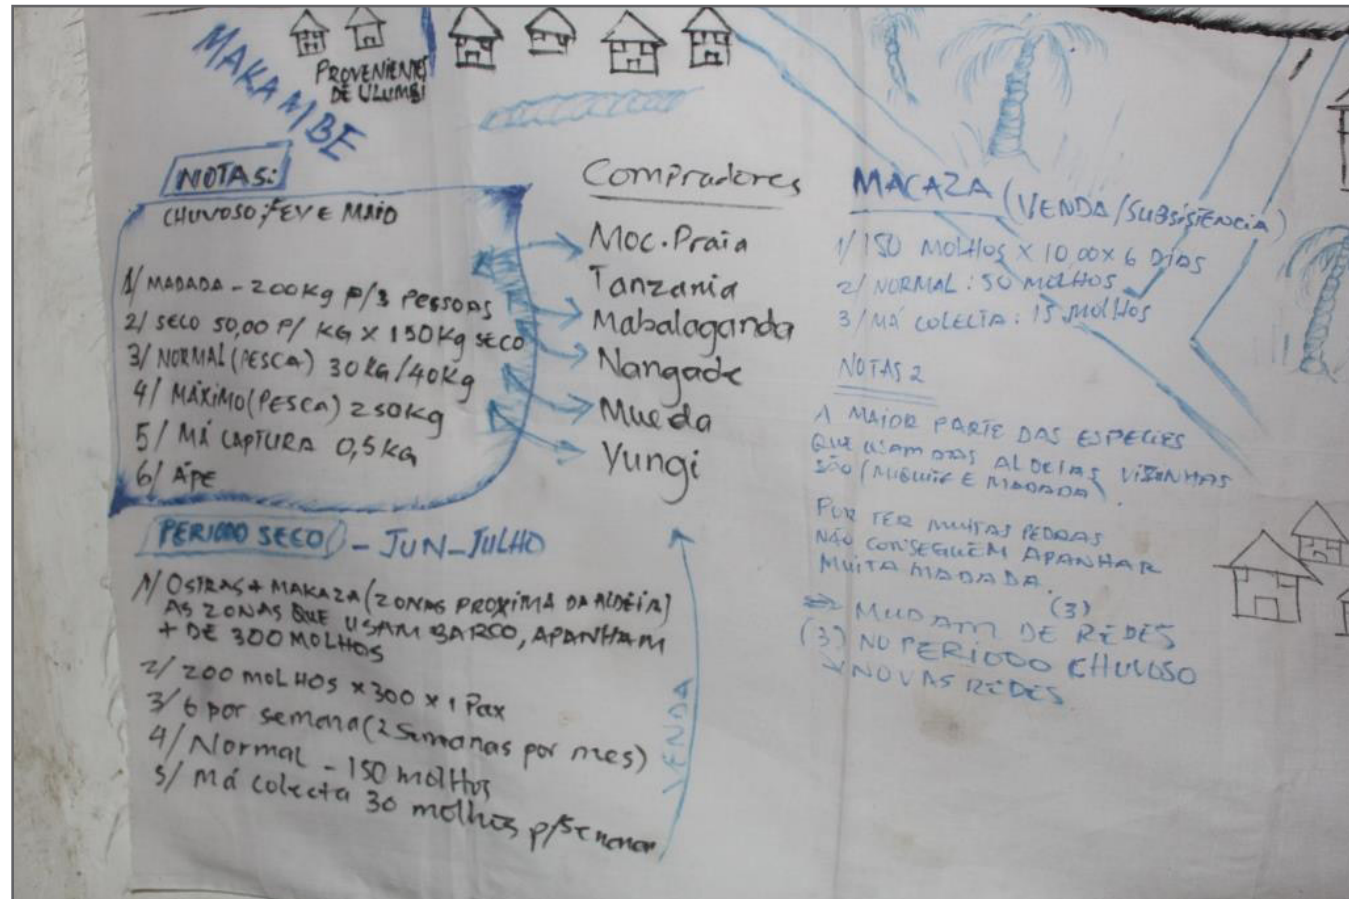 MAKAMBE
PROVENIENTES
DE ULUMBI
NOTAS:
CHUVOSO; FEV E MAIO
1/ MADADA - 200Kg P/3 PESSOAS
2/ SECO 50,00 P/ KG X 150Kg SECO
3/ NORMAL (PESCA) 30KG/40Kg
4/ MÁXIMO (PESCA) 250Kg
5/ MÁ CAPTURA 0,5KG
6/ ÁPE
PERIODO SECO - JUN-JULHO
1/ OSTRAS + MAKAZA (ZONAS PROXIMA DA ALDEIA)
AS ZONAS QUE USAM BARCO, APANHAM
+ DE 300 MOLHOS
2/ 200 MOLHOS x 300 x 1 Pax
3/ 6 por semana (2 Semanas por mes)
4/ Normal - 150 molHos
5/ Má colecta 30 molhos p/Semana
VENDA
Compradores
Moc. Praia
Tanzania
Mabalaganda
Nangade
Mueda
Yungi
MACAZA (VENDA/SUBSISTENCIA)
1/ 150 MOLHOS X 10,00 X 6 DIAS
2/ NORMAL: 50 MOLHOS
3/ MÁ COLECTA: 15 MOLHOS
NOTAS 2
A MAIOR PARTE DAS ESPECIES
QUE USAM DAS ALDEIAS VISINHAS
SÃO (E MADADA)
POR TER MUITAS PEDRAS
NÃO CONSEGUEM APANHAR
MUITA MADADA.
(3)
=> MUDAM DE REDES
(3) NO PERIODO CHUVOSO
NOVAS REDES